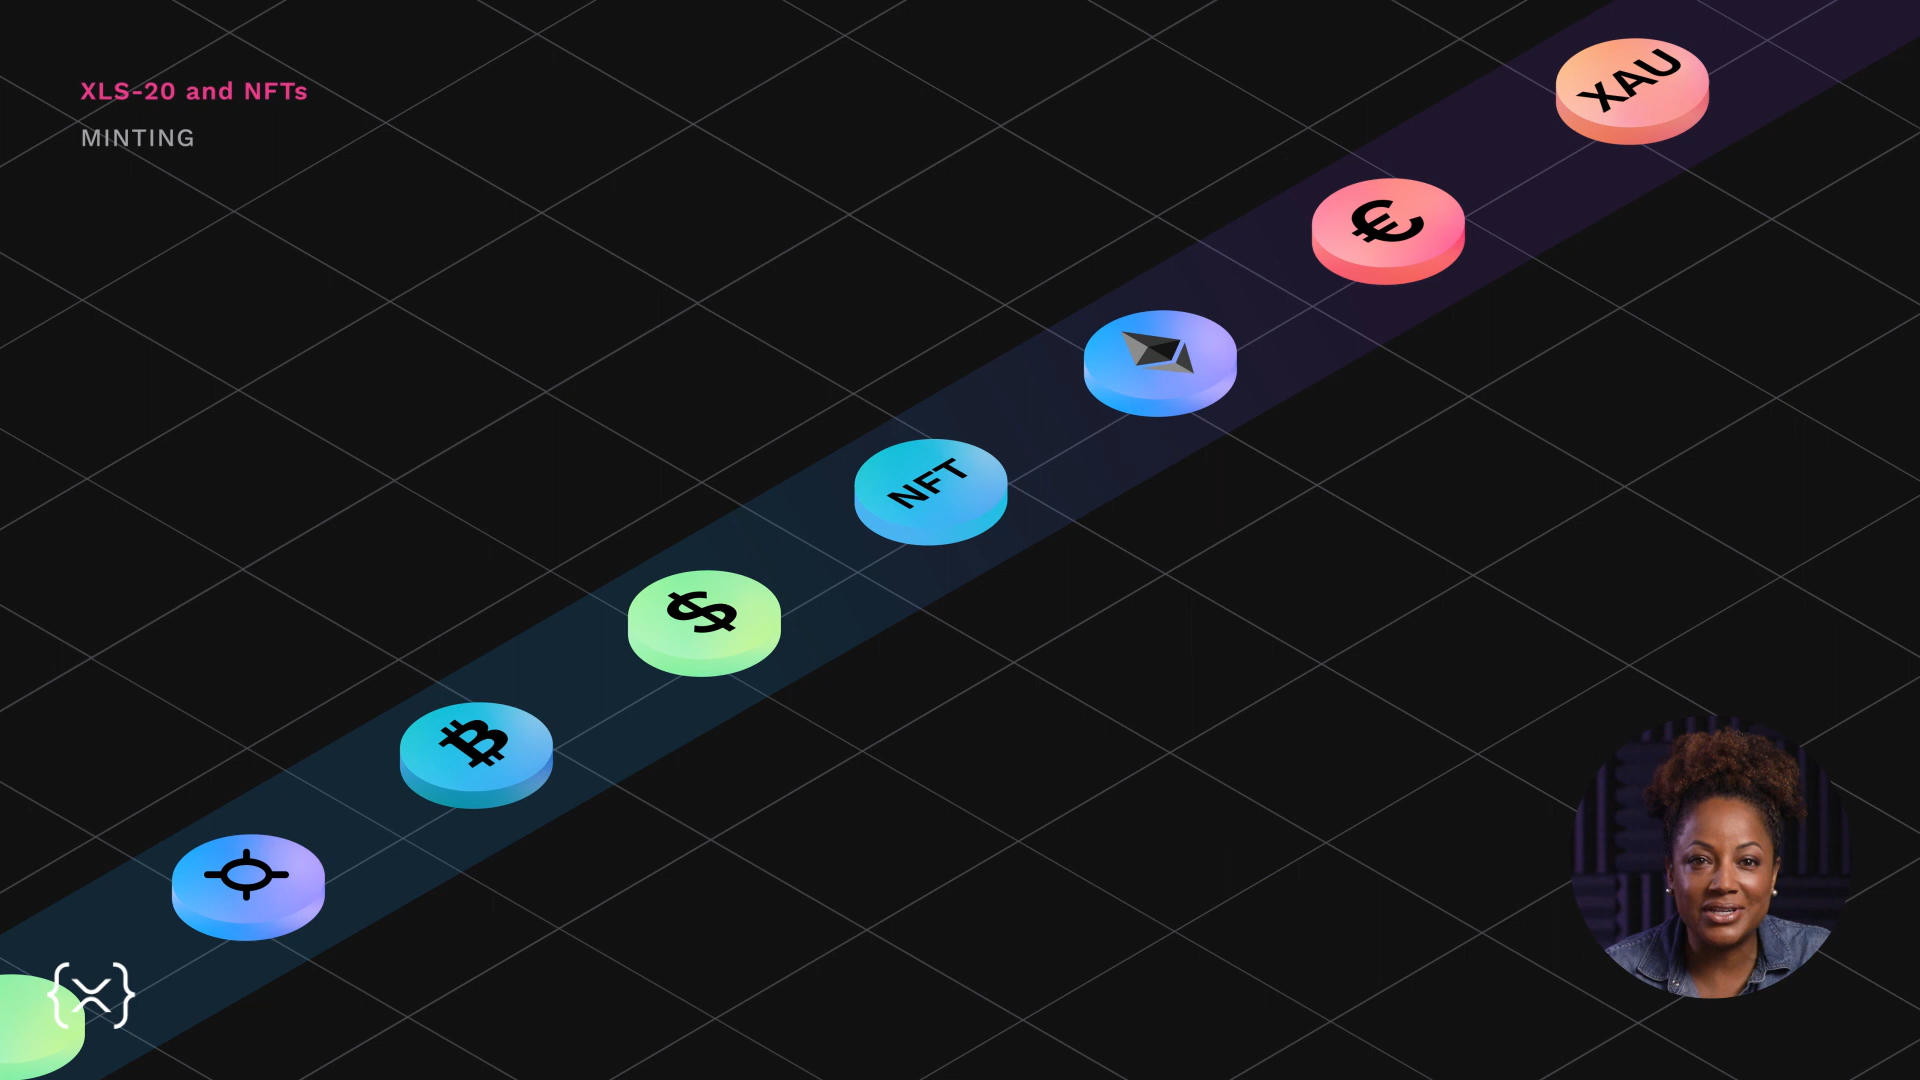 XLS-20 and NFTs
MINTING
XAU
€
NFT
$
₿
{X}